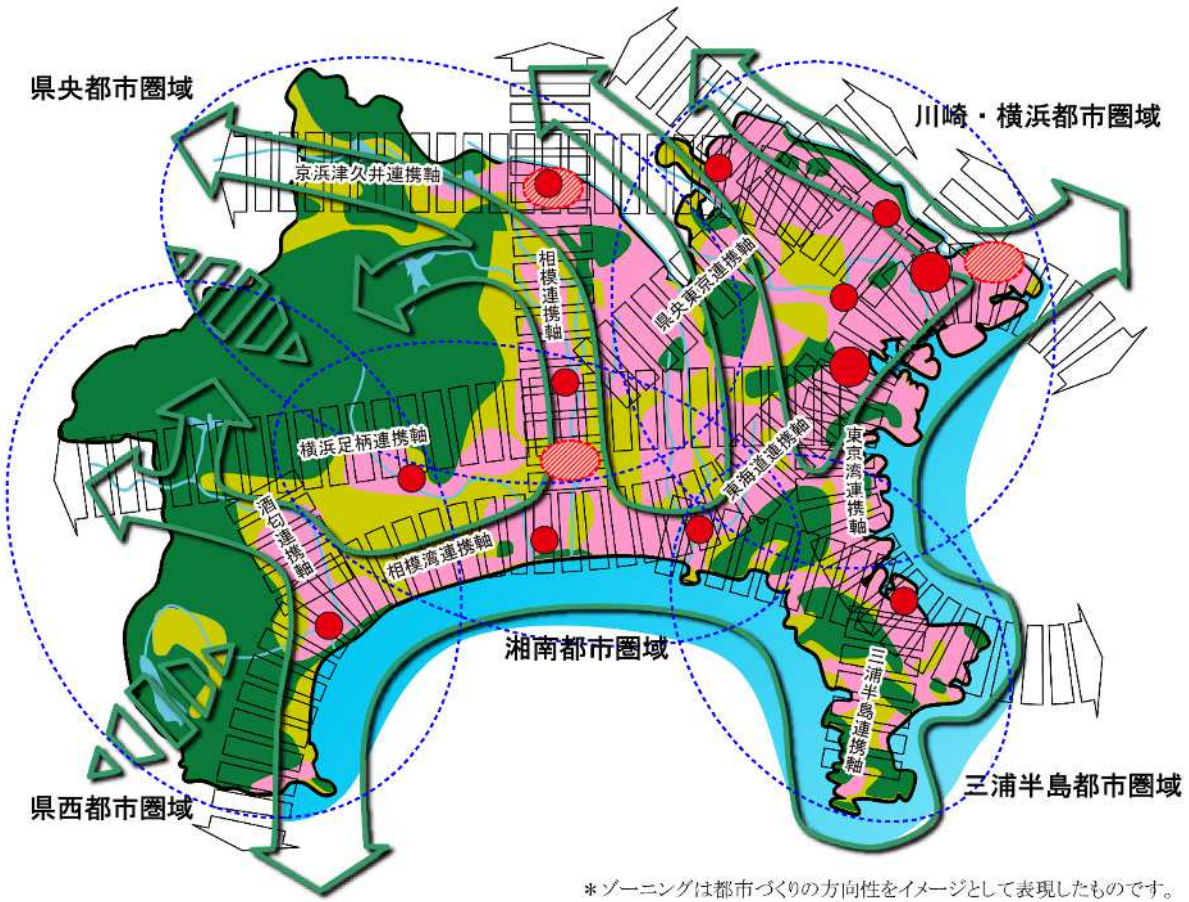 県央都市圏域
川崎・横浜都市圏域
京浜津久井連携軸
相模連携軸
県央東京連携軸
横浜足柄連携軸
東海道連携軸
東京湾連携軸
酒匂連携軸
相模湾連携軸
湘南都市圏域
三浦半島連携軸
三浦半島都市圏域
県西都市圏域
＊ゾーニングは都市づくりの方向性をイメージとして表現したものです。